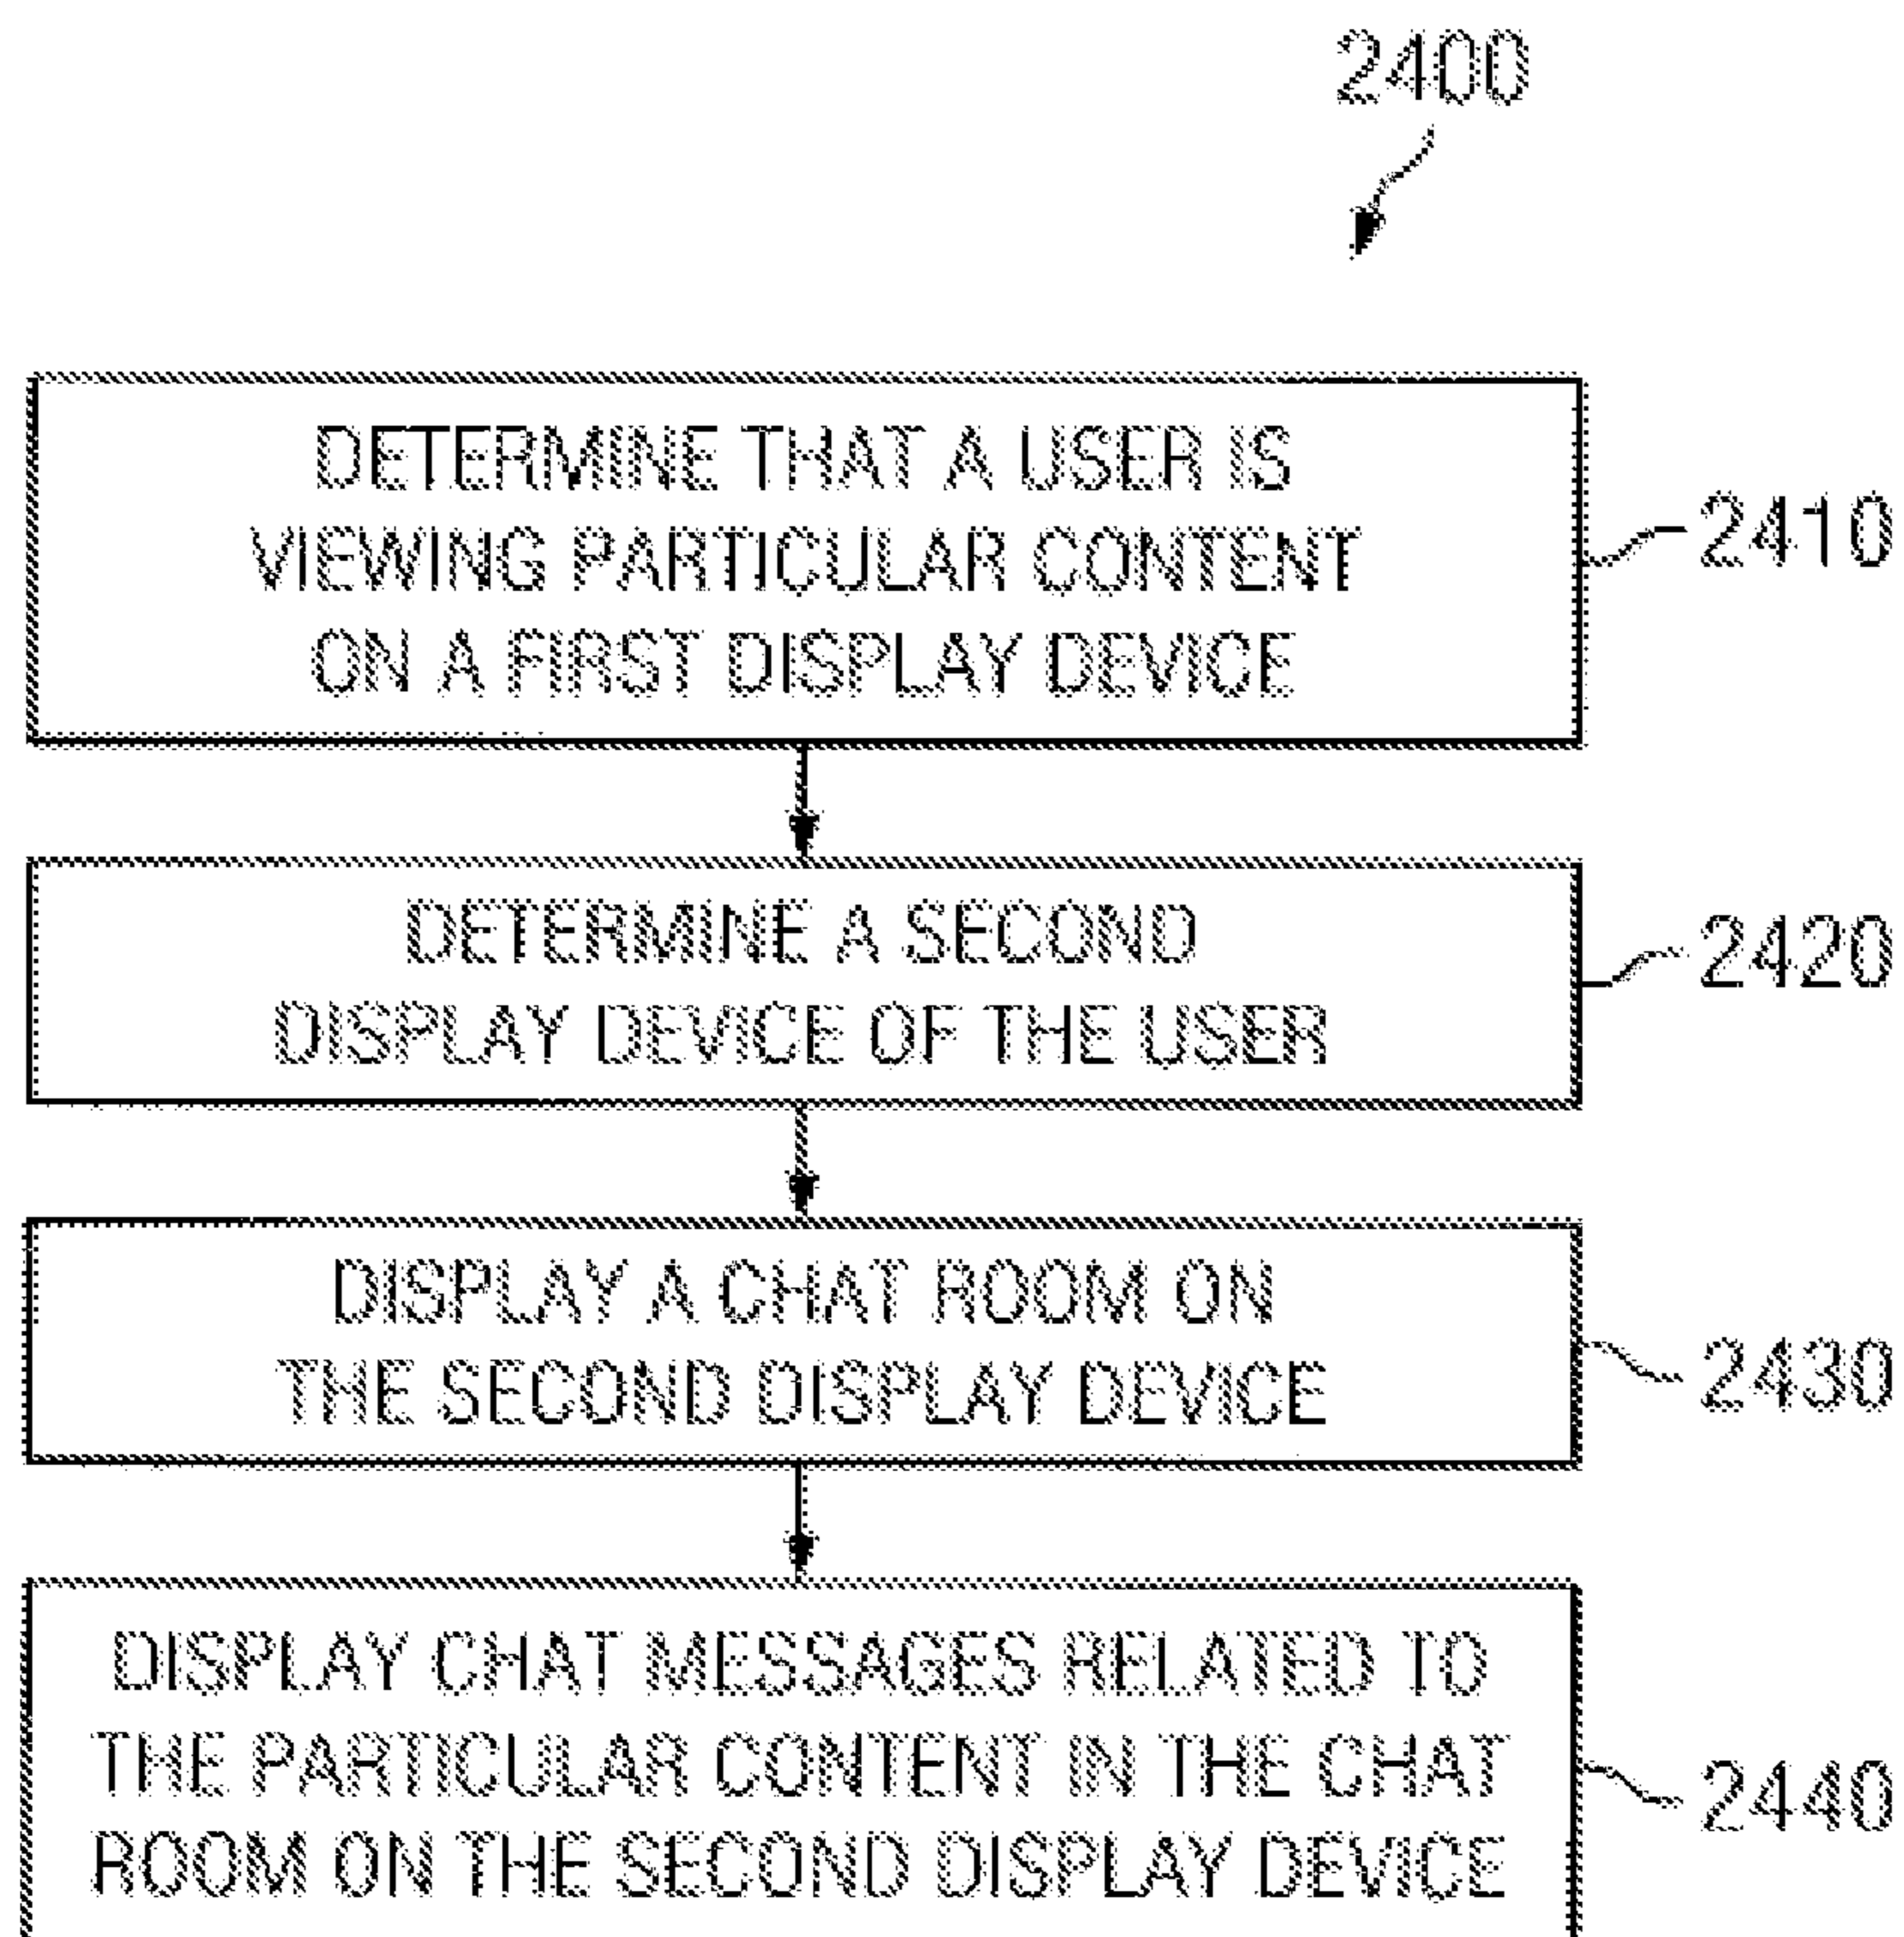 2400
DETERMINE THAT A USER IS
VIEWING PARTICULAR CONTENT
ON A FIRST DISPLAY DEVICE
2410
DETERMINE A SECOND
DISPLAY DEVICE OF THE USER
2420
DISPLAY A CHAT ROOM ON
THE SECOND DISPLAY DEVICE
2430
DISPLAY CHAT MESSAGES RELATED TO
THE PARTICULAR CONTENT IN THE CHAT
ROOM ON THE SECOND DISPLAY DEVICE
2440